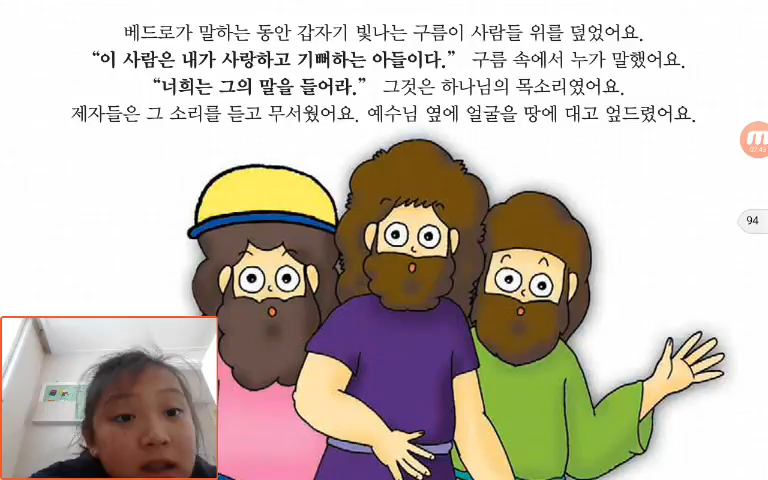 베드로가 말하는 동안 갑자기 빛나는 구름이 사람들 위를 덮었어요.
“이 사람은 내가 사랑하고 기뻐하는 아들이다.” 구름 속에서 누가 말했어요.
“너희는 그의 말을 들어라.” 그것은 하나님의 목소리였어요.
제자들은 그 소리를 듣고 무서웠어요. 예수님 옆에 얼굴을 땅에 대고 엎드렸어요.
94